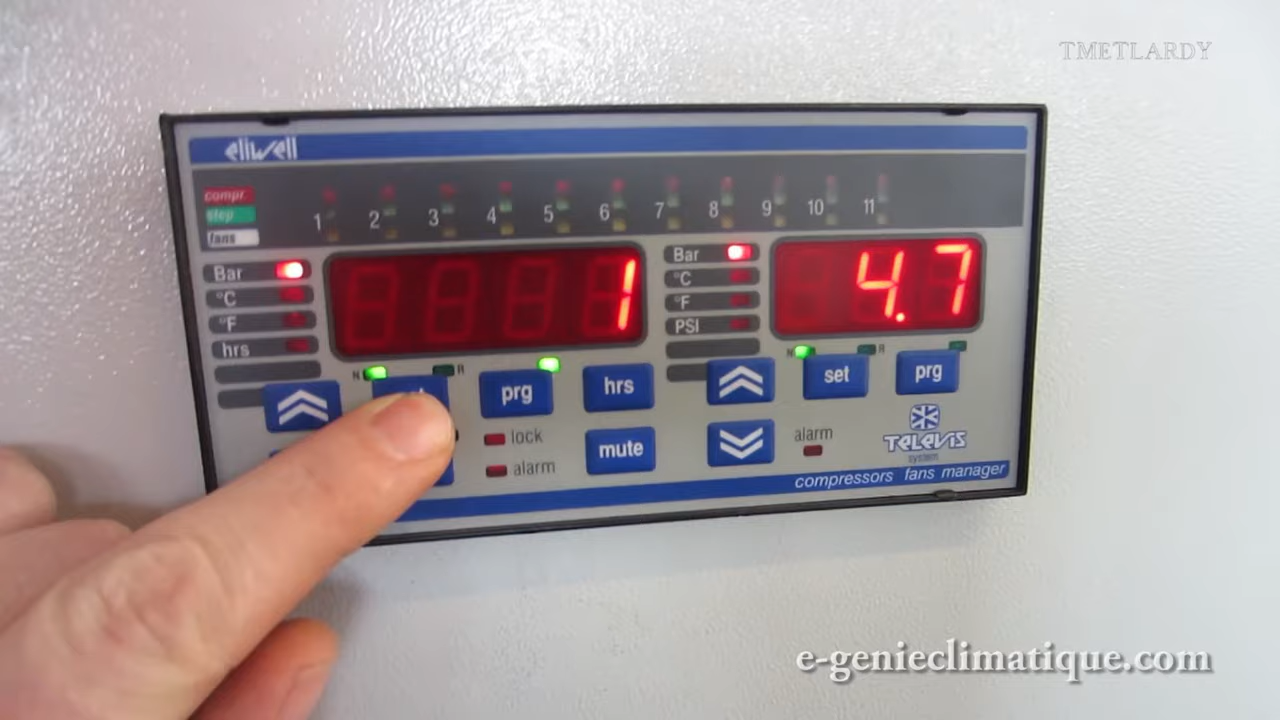 TMETLARDY
eliwell
compr.
step
fans
1 2 3 4 5 6 7 8 9 10 11
Bar
°C
°F
hrs
1
Bar
°C
°F
PSI
4.7
N R
prg
hrs
N R
set
prg
lock
alarm
mute
alarm
TELEVIS
system
compressors fans manager
e-genieclimatique.com